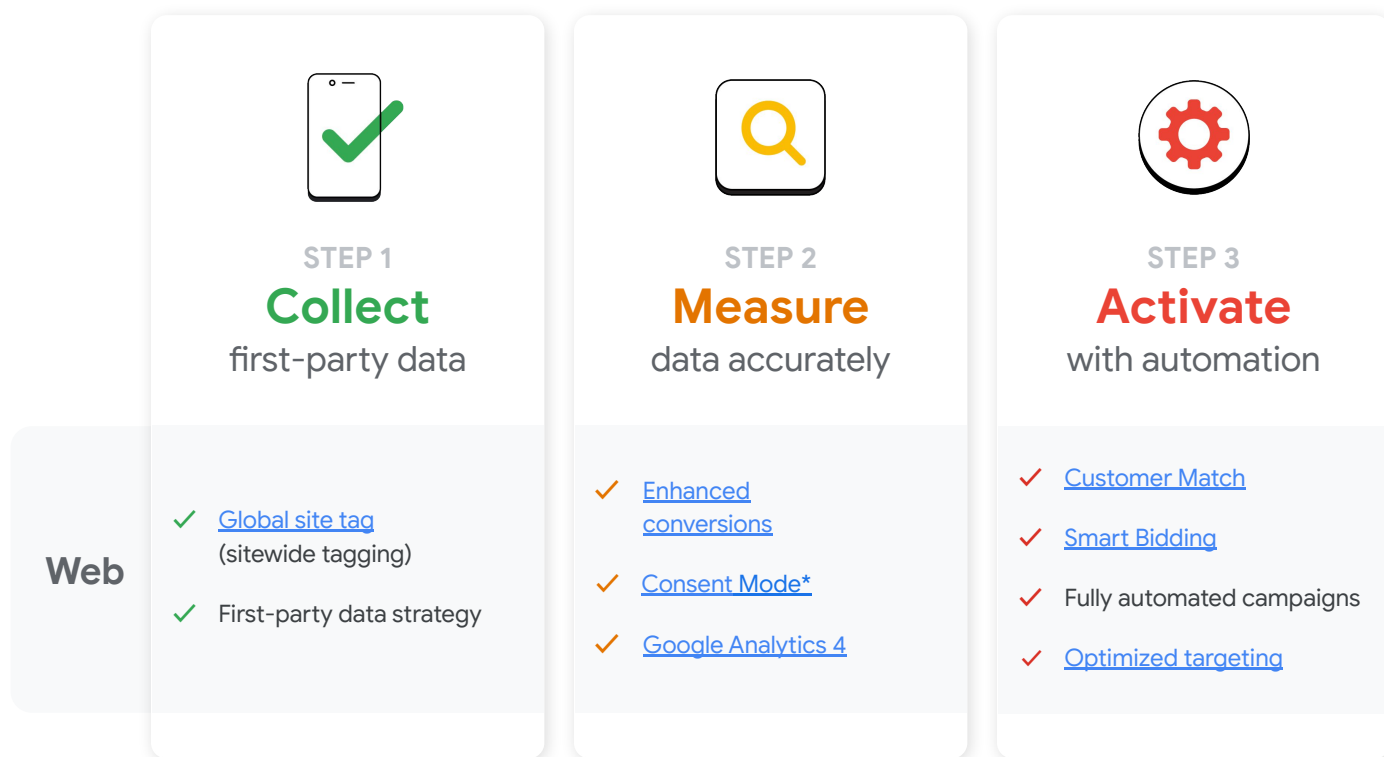 STEP 1
Collect
first-party data
STEP 2
Measure
data accurately
STEP 3
Activate
with automation
Web
Global site tag
(sitewide tagging)
First-party data strategy
Enhanced
conversions
Consent Mode*
Google Analytics 4
Customer Match
Smart Bidding
Fully automated campaigns
Optimized targeting